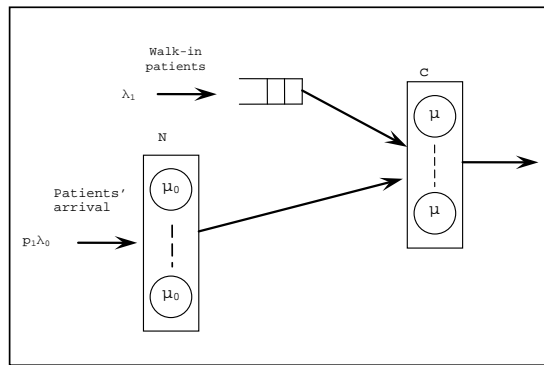 Walk-in
patients
λ₁
C
μ
μ
N
Patients'
arrival
p₁λ₀
μ₀
μ₀